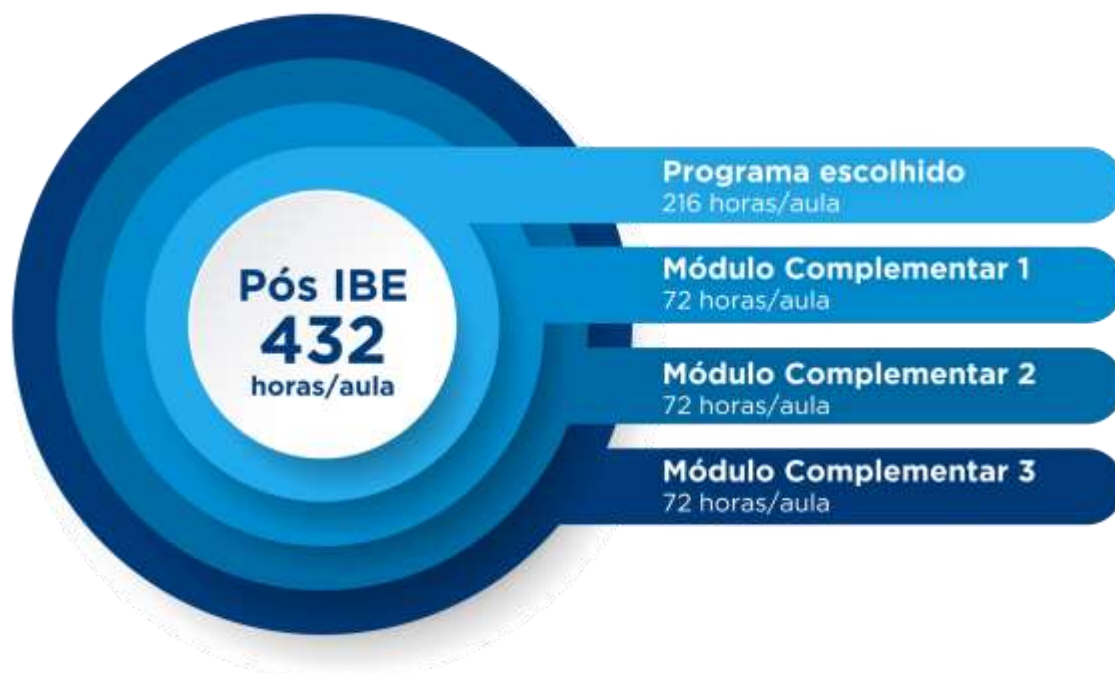 Pós IBE
432
horas/aula
Programa escolhido
216 horas/aula
Módulo Complementar 1
72 horas/aula
Módulo Complementar 2
72 horas/aula
Módulo Complementar 3
72 horas/aula